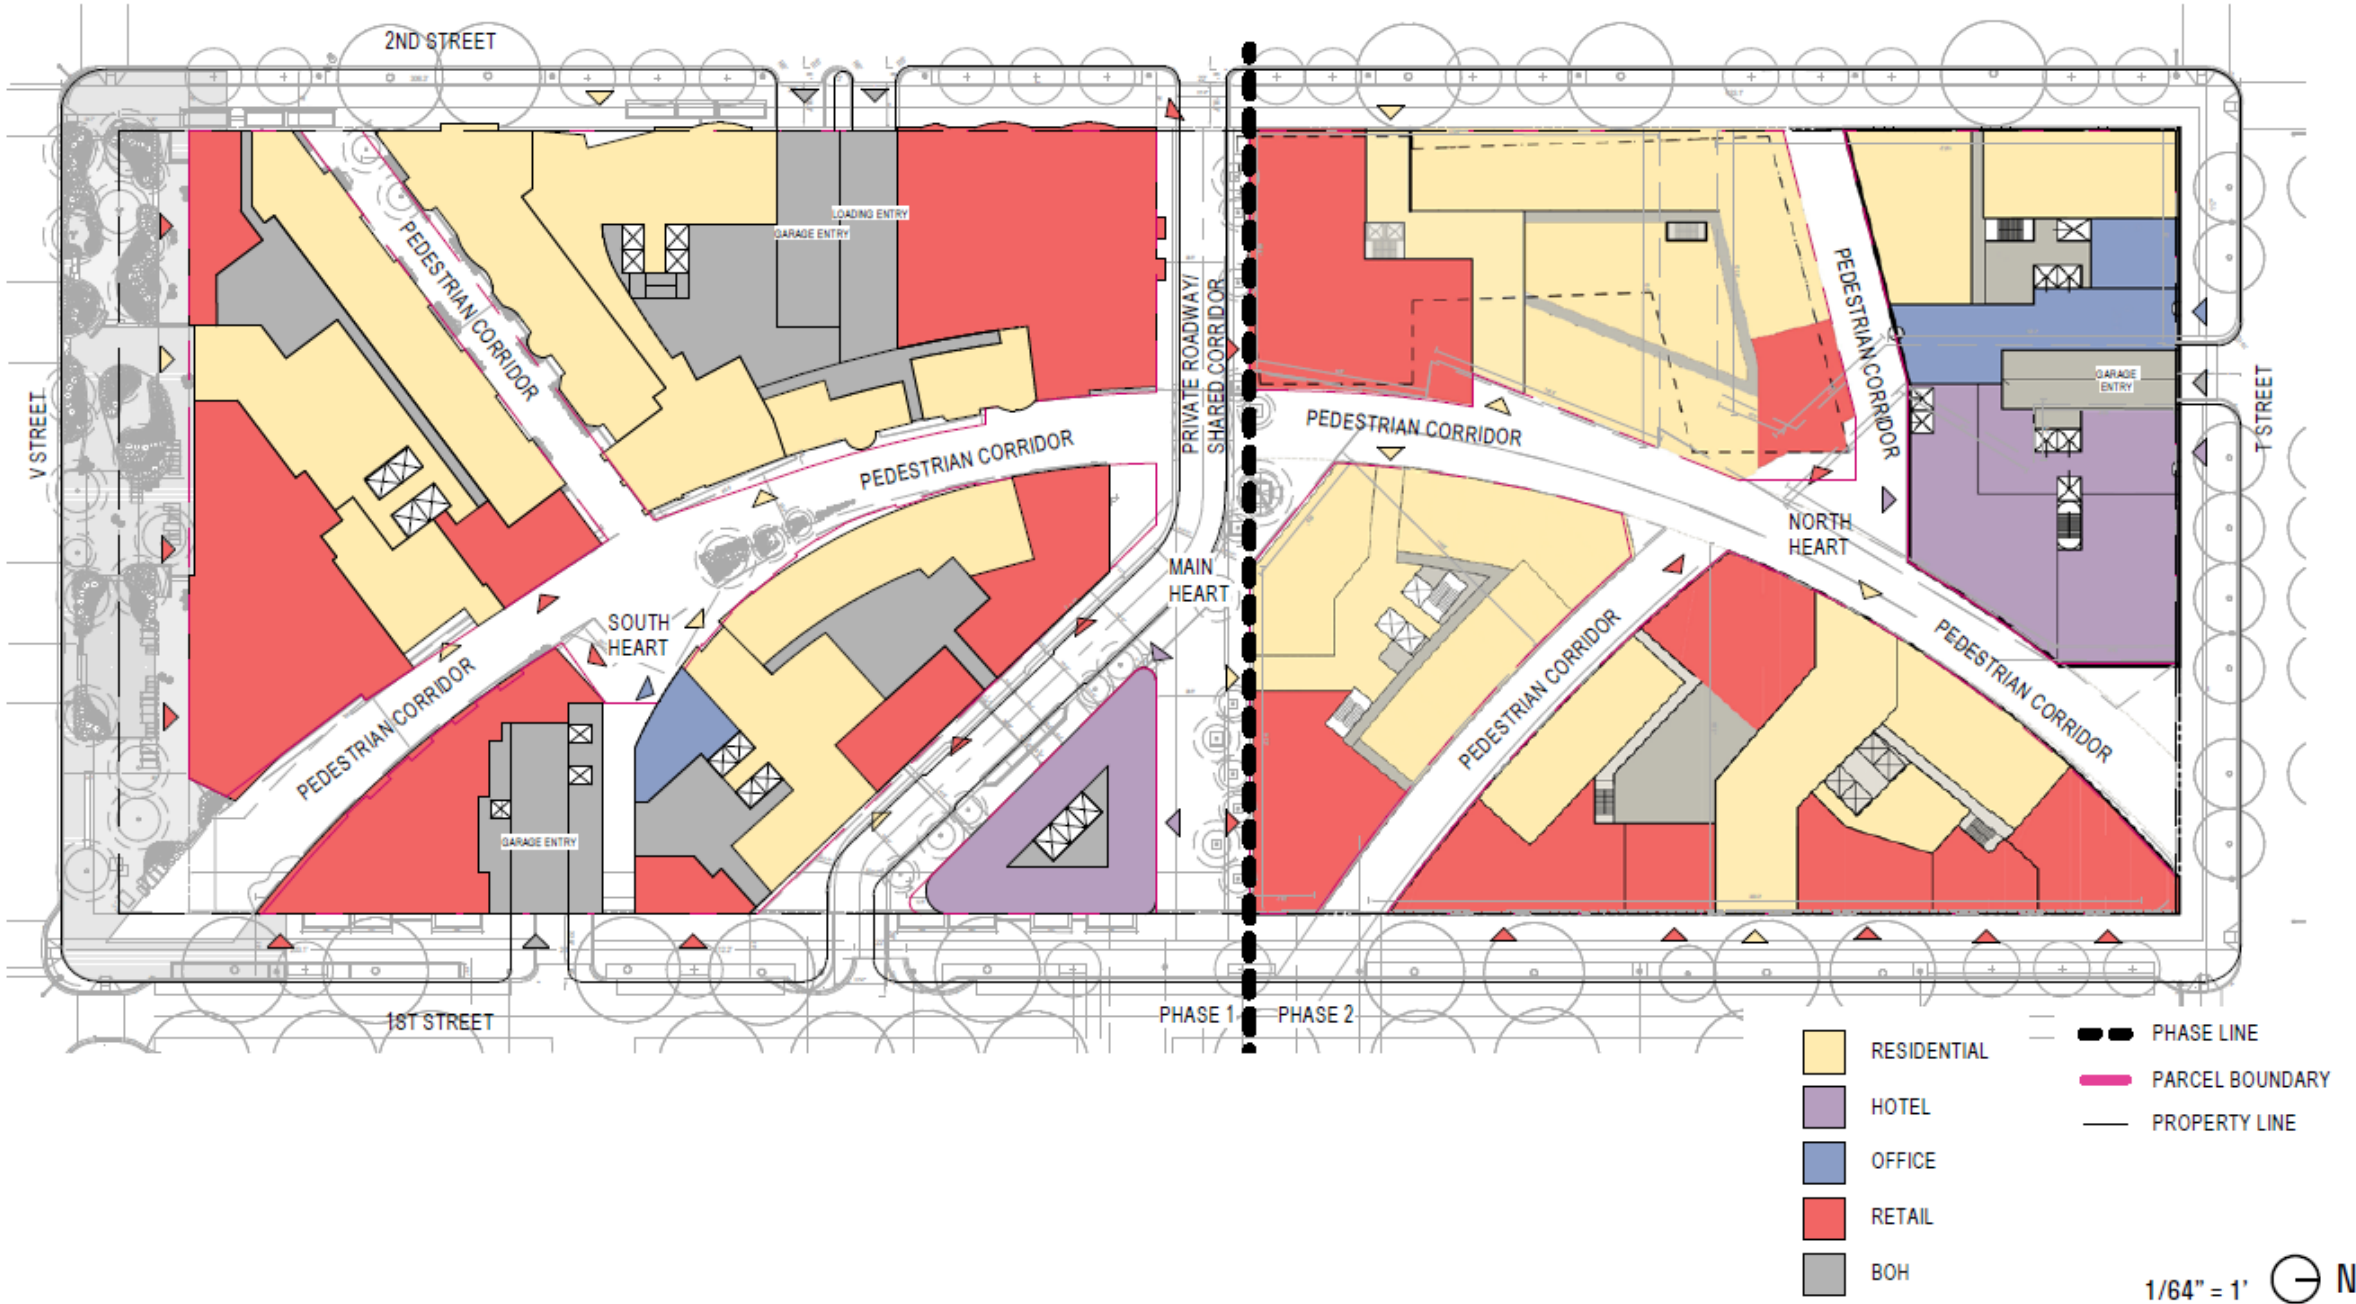 2ND STREET
LOADING ENTRY
GARAGE ENTRY
PEDESTRIAN CORRIDOR
PRIVATE ROADWAY/
SHARED CORRIDOR
PEDESTRIAN CORRIDOR
GARAGE
ENTRY
V STREET
T STREET
PEDESTRIAN CORRIDOR
PEDESTRIAN CORRIDOR
NORTH
HEART
MAIN
HEART
SOUTH
HEART
PEDESTRIAN CORRIDOR
PEDESTRIAN CORRIDOR
PEDESTRIAN CORRIDOR
GARAGE ENTRY
1ST STREET
PHASE 1
PHASE 2
RESIDENTIAL
HOTEL
OFFICE
RETAIL
BOH
PHASE LINE
PARCEL BOUNDARY
PROPERTY LINE
1/64" = 1'
N